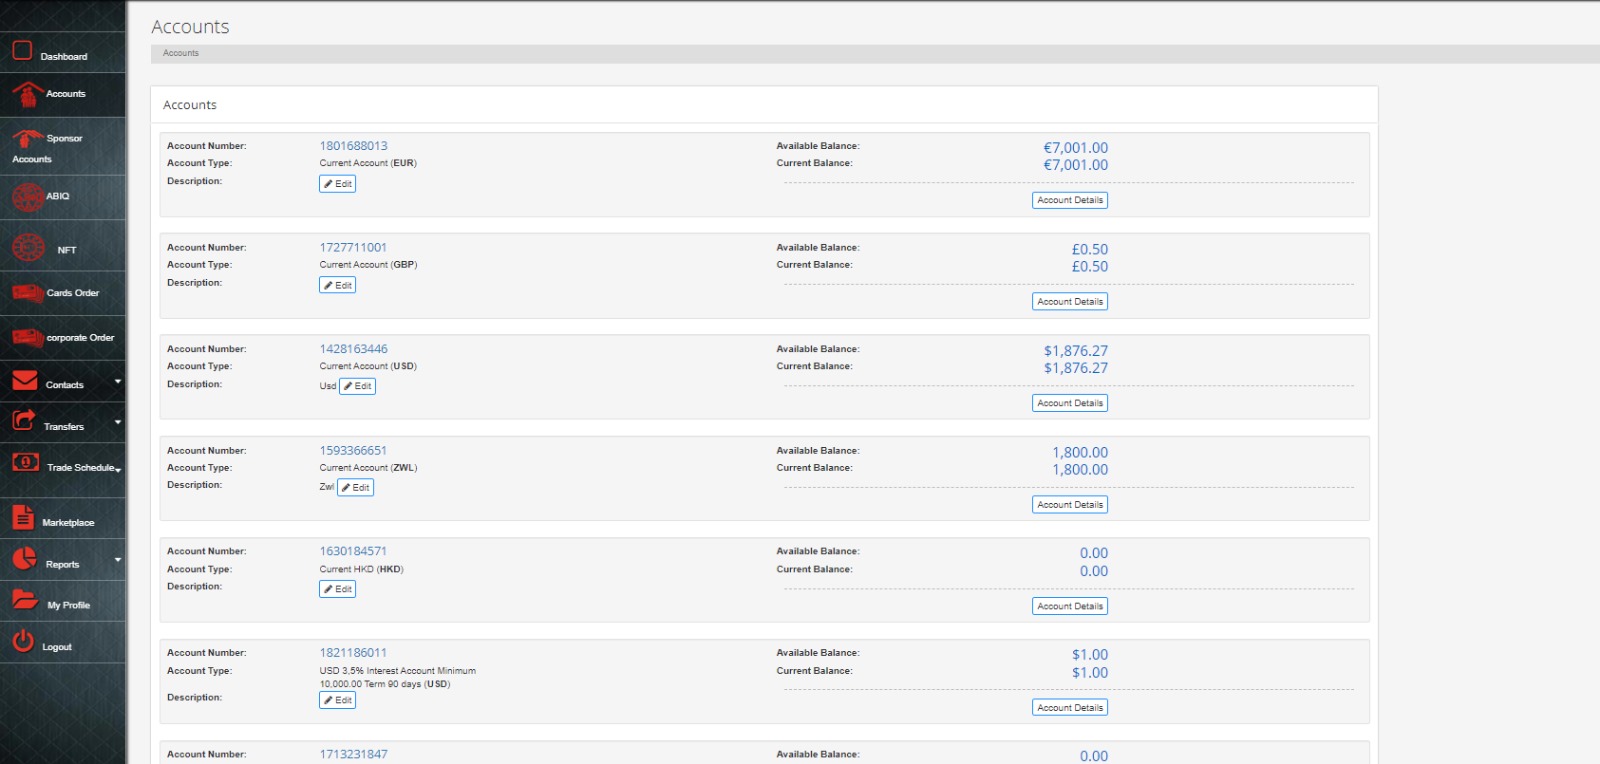 Dashboard
Accounts
Sponsor
Accounts
ABIQ
NFT
Cards Order
corporate Order
Contacts
Transfers
Trade Schedule
Marketplace
Reports
My Profile
Logout
Accounts
Accounts
Accounts
Account Number: 1801688013 Available Balance: €7,001.00
Account Type: Current Account (EUR) Current Balance: €7,001.00
Description: Edit
Account Details
Account Number: 1727711001 Available Balance: £0.50
Account Type: Current Account (GBP) Current Balance: £0.50
Description: Edit
Account Details
Account Number: 1428163446 Available Balance: $1,876.27
Account Type: Current Account (USD) Current Balance: $1,876.27
Description: Usd Edit
Account Details
Account Number: 1593366651 Available Balance: 1,800.00
Account Type: Current Account (ZWL) Current Balance: 1,800.00
Description: Zwl Edit
Account Details
Account Number: 1630184571 Available Balance: 0.00
Account Type: Current HKD (HKD) Current Balance: 0.00
Description: Edit
Account Details
Account Number: 1821186011 Available Balance: $1.00
Account Type: USD 3,5% Interest Account Minimum Current Balance: $1.00
10,000.00 Term 90 days (USD)
Description: Edit
Account Details
Account Number: 1713231847 Available Balance: 0.00